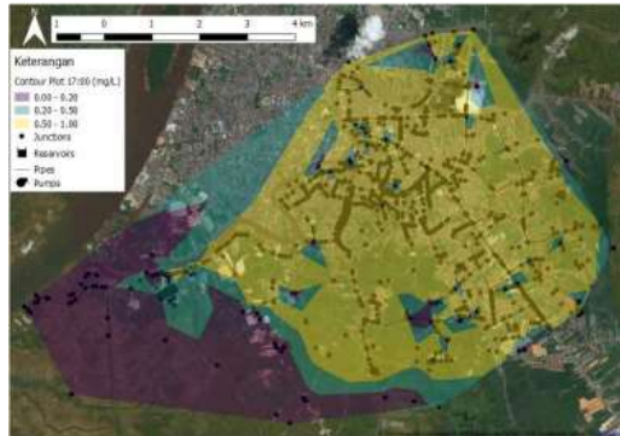 N
1 0 1 2 3 4 km
Keterangan
Contour Plot 17:00 (mg/L)
0.00 - 0.20
0.20 - 0.50
0.50 - 1.00
Junctions
Reservoirs
Pipes
Pumps